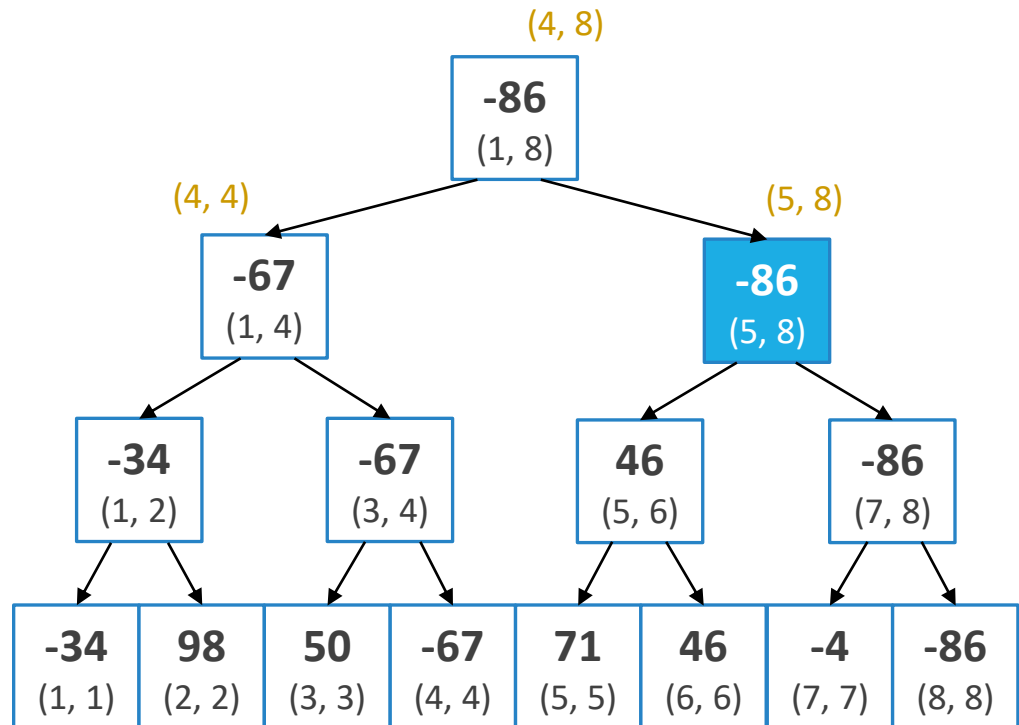 (4, 8)
-86
(1, 8)
(4, 4) (5, 8)
-67 -86
(1, 4) (5, 8)
-34 -67 46 -86
(1, 2) (3, 4) (5, 6) (7, 8)
-34 98 50 -67 71 46 -4 -86
(1, 1) (2, 2) (3, 3) (4, 4) (5, 5) (6, 6) (7, 7) (8, 8)